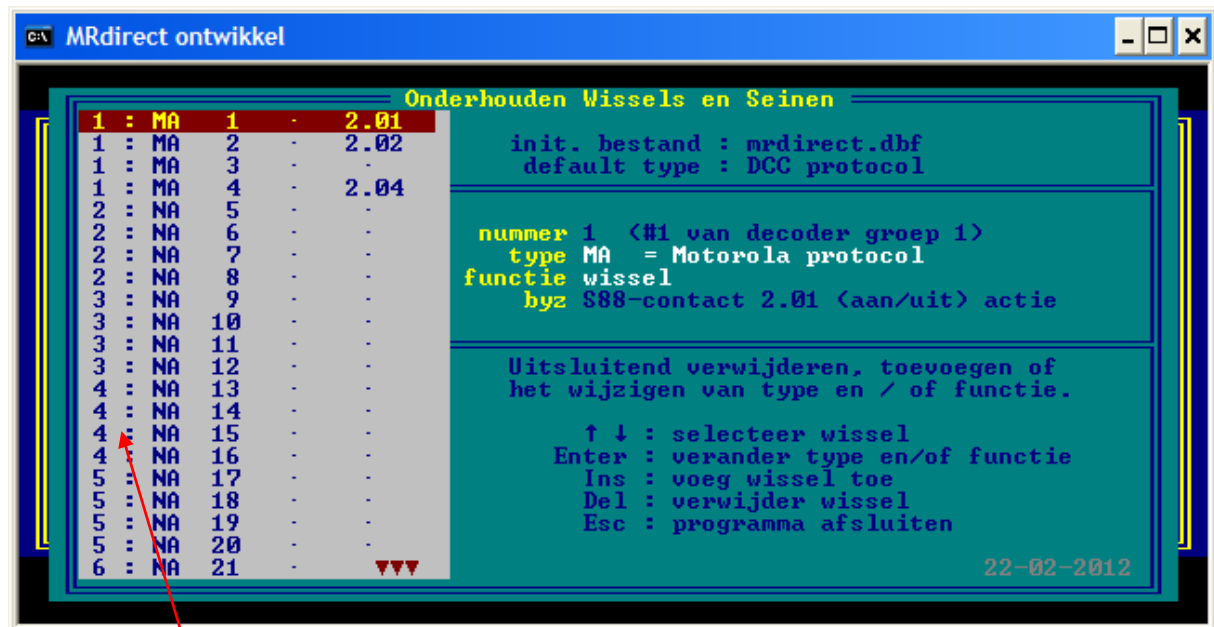 MRdirect ontwikkel
Onderhouden Wissels en Seinen
1 : MA 1 - 2.01
1 : MA 2 - 2.02
1 : MA 3 - -
1 : MA 4 - 2.04
2 : NA 5 - -
2 : NA 6 - -
2 : NA 7 - -
2 : NA 8 - -
3 : NA 9 - -
3 : NA 10 - -
3 : NA 11 - -
3 : NA 12 - -
4 : NA 13 - -
4 : NA 14 - -
4 : NA 15 - -
4 : NA 16 - -
5 : NA 17 - -
5 : NA 18 - -
5 : NA 19 - -
5 : NA 20 - -
6 : NA 21 - ▼▼▼
init. bestand : mrdirect.dbf
default type : DCC protocol
nummer 1 (#1 van decoder groep 1)
type MA = Motorola protocol
functie wissel
byz S88-contact 2.01 (aan/uit) actie
Uitsluitend verwijderen, toevoegen of
het wijzigen van type en / of functie.
↑ ↓ : selecteer wissel
Enter : verander type en/of functie
Ins : voeg wissel toe
Del : verwijder wissel
Esc : programma afsluiten
22-02-2012